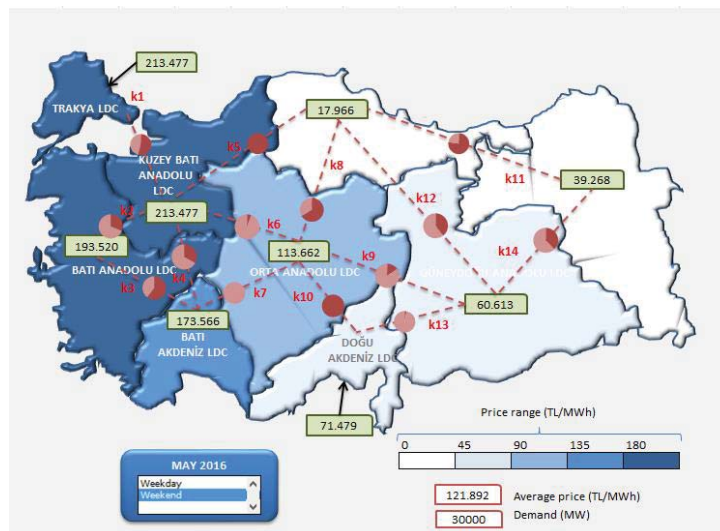 213.477
k1
TRAKYA LDC
17.966
k5
KUZEY BATI
ANADOLU
LDC
k8
k11
39.268
k12
213.477
k6
193.520
113.662
k14
BATI ANADOLU LDC
k4
ORTA ANADOLU LDC
k9
k3
k7
k10
60.613
173.566
k13
BATI
AKDENİZ LDC
DOĞU
AKDENİZ LDC
71.479
Price range (TL/MWh)
0 45 90 135 180
MAY 2016
Weekday
Weekend
121.892 Average price (TL/MWh)
30000 Demand (MW)